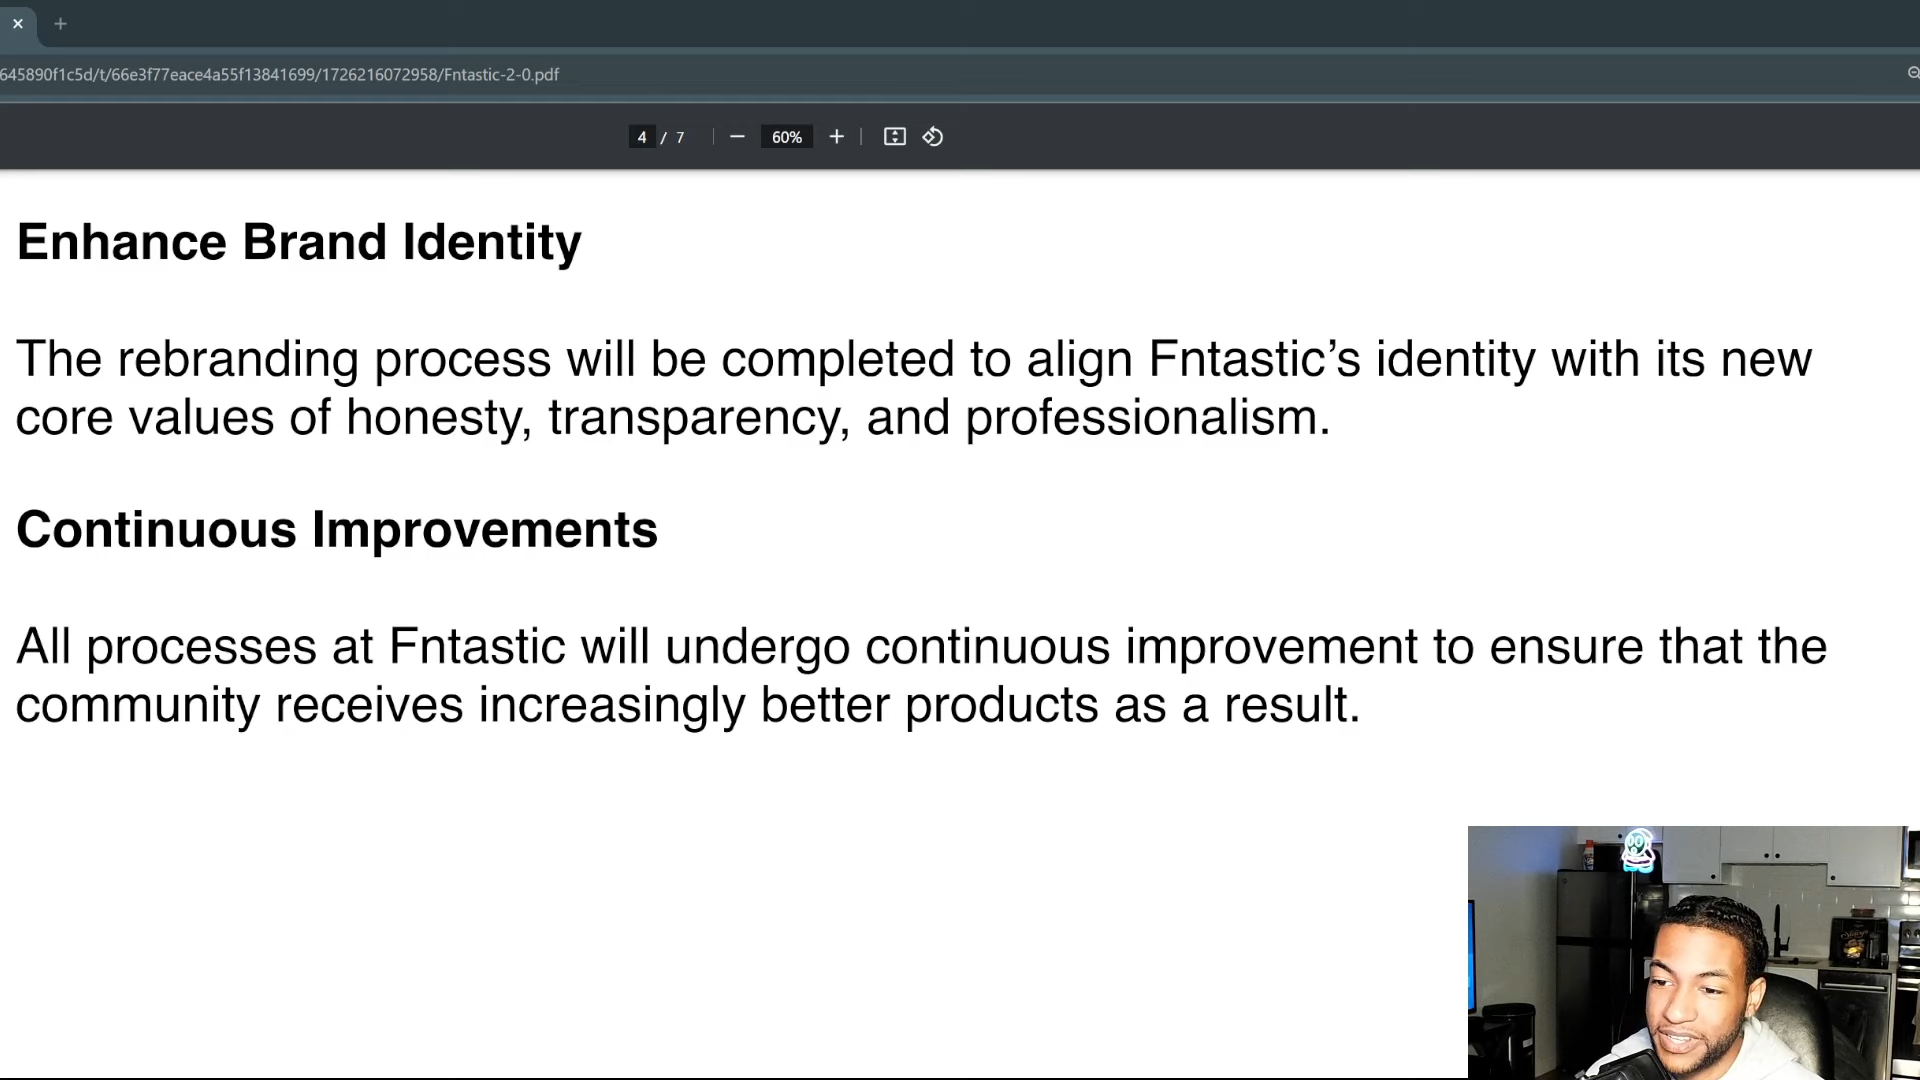 645890f1c5d/t/66e3f77eace4a55f13841699/1726216072958/Fntastic-2-0.pdf
4 / 7
60%
Enhance Brand Identity
The rebranding process will be completed to align Fntastic’s identity with its new
core values of honesty, transparency, and professionalism.
Continuous Improvements
All processes at Fntastic will undergo continuous improvement to ensure that the
community receives increasingly better products as a result.